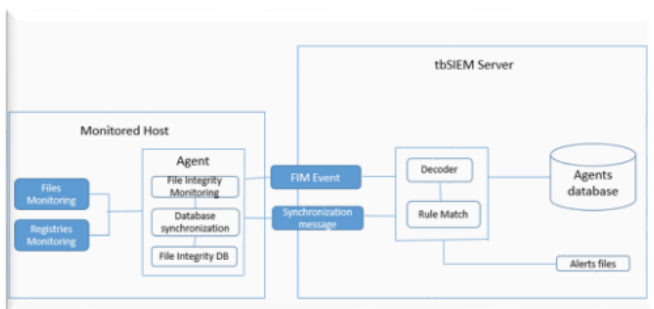 tbSIEM Server
Monitored Host
Agent
Files
Monitoring
Registries
Monitoring
File Integrity
Monitoring
Database
synchronization
File Integrity DB
FIM Event
Synchronization
message
Decoder
Rule Match
Agents
database
Alerts files